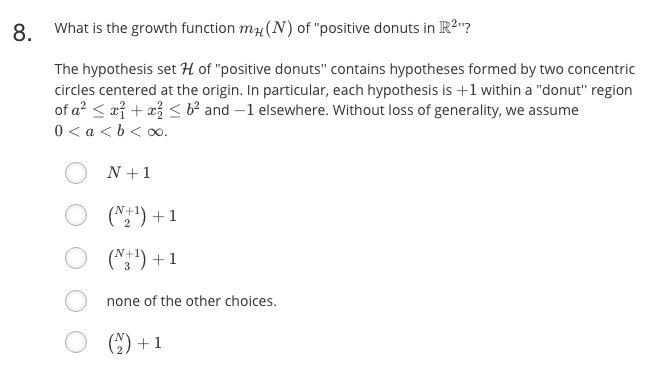 8. What is the growth function $m_{\mathcal{H}}(N)$ of "positive donuts in $\mathbb{R}^2$"?
The hypothesis set $\mathcal{H}$ of "positive donuts" contains hypotheses formed by two concentric
circles centered at the origin. In particular, each hypothesis is $+1$ within a "donut" region
of $a^2 \leq x_1^2 + x_2^2 \leq b^2$ and $-1$ elsewhere. Without loss of generality, we assume
$0 < a < b < \infty$.
$N + 1$
$\binom{N+1}{2} + 1$
$\binom{N+1}{3} + 1$
none of the other choices.
$\binom{N}{2} + 1$